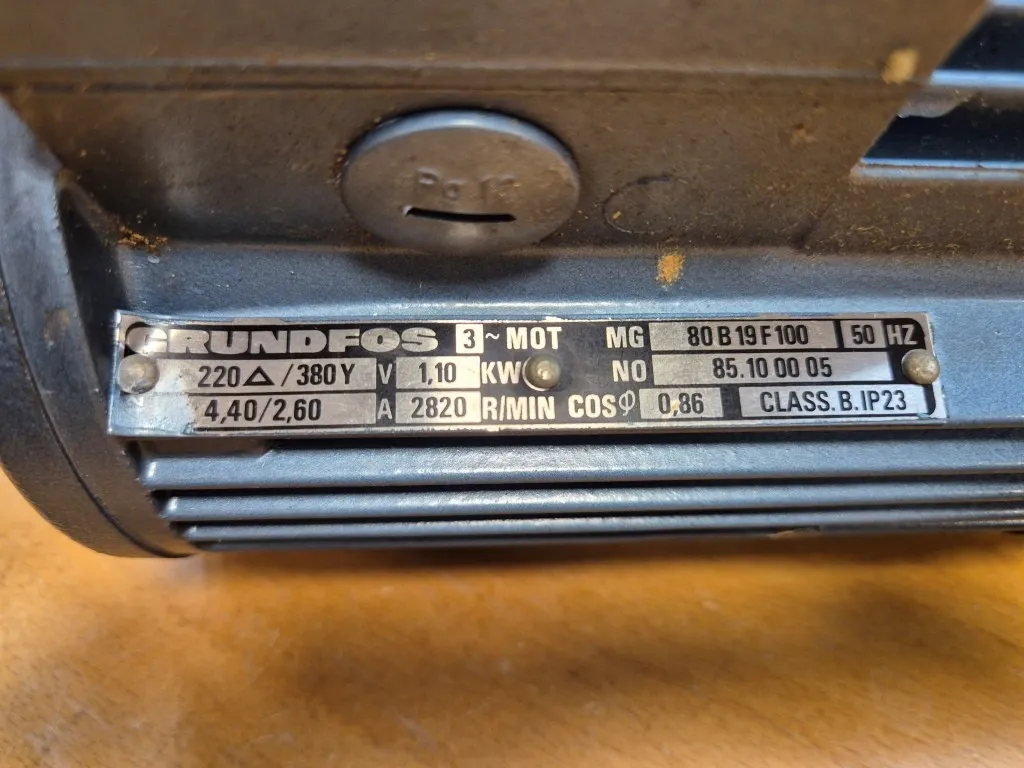 GRUNDFOS 3~MOT MG 80 B 19 F 100 50 HZ
220△/380Y V 1,10 KW NO 85.10 00 05
4,40/2,60 A 2820 R/MIN COSφ 0,86 CLASS.B.IP23